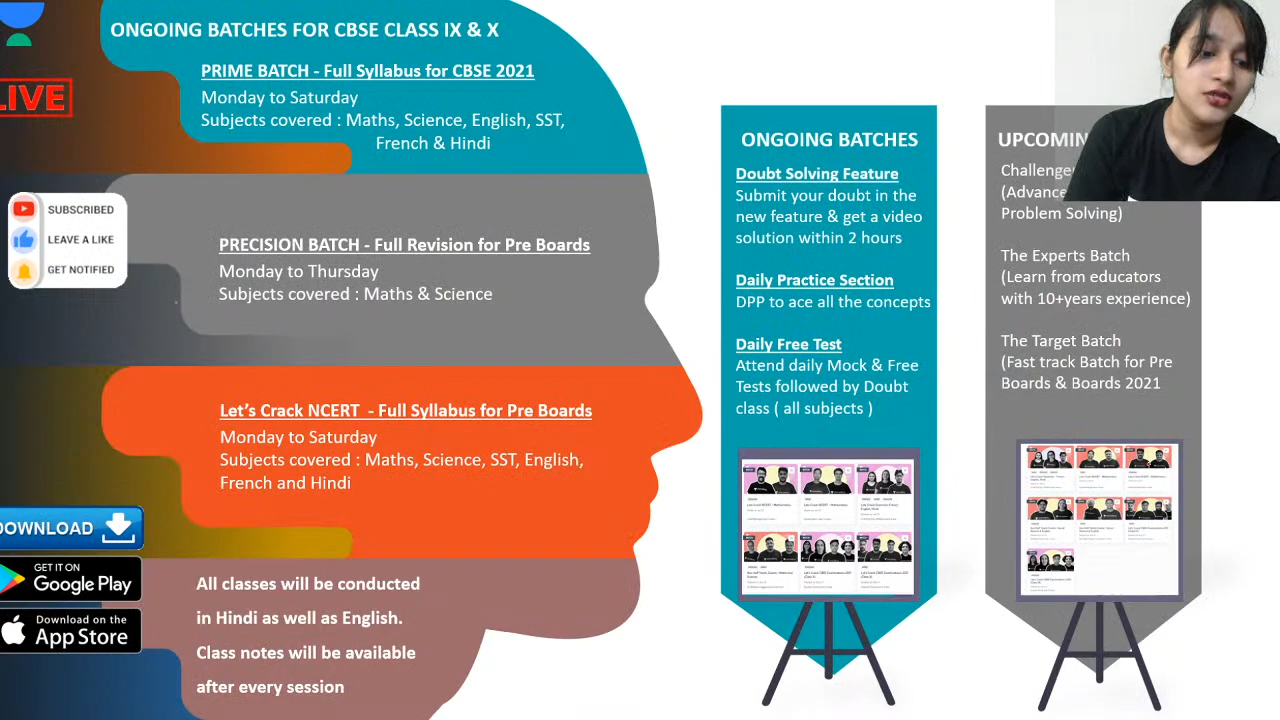 ONGOING BATCHES FOR CBSE CLASS IX & X
PRIME BATCH - Full Syllabus for CBSE 2021
Monday to Saturday
Subjects covered : Maths, Science, English, SST,
French & Hindi
LIVE
SUBSCRIBED
LEAVE A LIKE
GET NOTIFIED
PRECISION BATCH - Full Revision for Pre Boards
Monday to Thursday
Subjects covered : Maths & Science
Let's Crack NCERT - Full Syllabus for Pre Boards
Monday to Saturday
Subjects covered : Maths, Science, SST, English,
French and Hindi
DOWNLOAD
GET IT ON
Google Play
Download on the
App Store
All classes will be conducted
in Hindi as well as English.
Class notes will be available
after every session
ONGOING BATCHES
Doubt Solving Feature
Submit your doubt in the
new feature & get a video
solution within 2 hours
Daily Practice Section
DPP to ace all the concepts
Daily Free Test
Attend daily Mock & Free
Tests followed by Doubt
class ( all subjects )
UPCOMIN
Challenge
(Advance
Problem Solving)
The Experts Batch
(Learn from educators
with 10+years experience)
The Target Batch
(Fast track Batch for Pre
Boards & Boards 2021